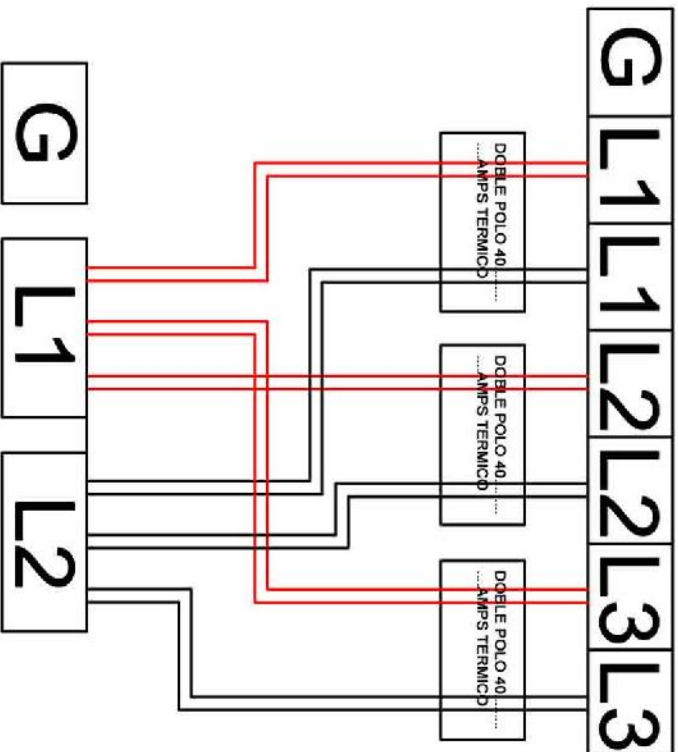 G
L1
L1
L2
L2
L3
L3
DOBLE POLO 40........
....AMPS TERMICO
DOBLE POLO 40........
....AMPS TERMICO
DOBLE POLO 40........
....AMPS TERMICO
G
L1
L2